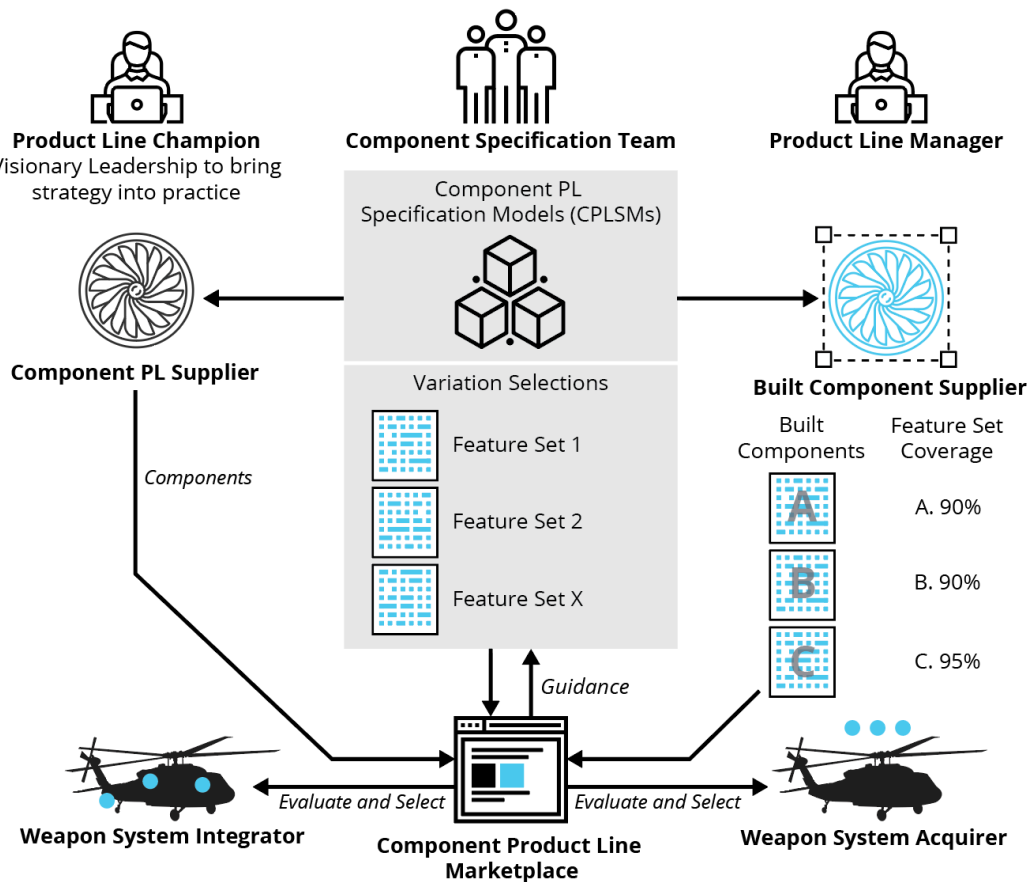 Product Line Champion
Visionary Leadership to bring
strategy into practice
Component Specification Team
Product Line Manager
Component PL
Specification Models (CPLSMs)
Component PL Supplier
Built Component Supplier
Variation Selections
Feature Set 1
Feature Set 2
Feature Set X
Built
Components
Feature Set
Coverage
A
A. 90%
B
B. 90%
C
C. 95%
Components
Guidance
Evaluate and Select
Evaluate and Select
Weapon System Integrator
Component Product Line
Marketplace
Weapon System Acquirer